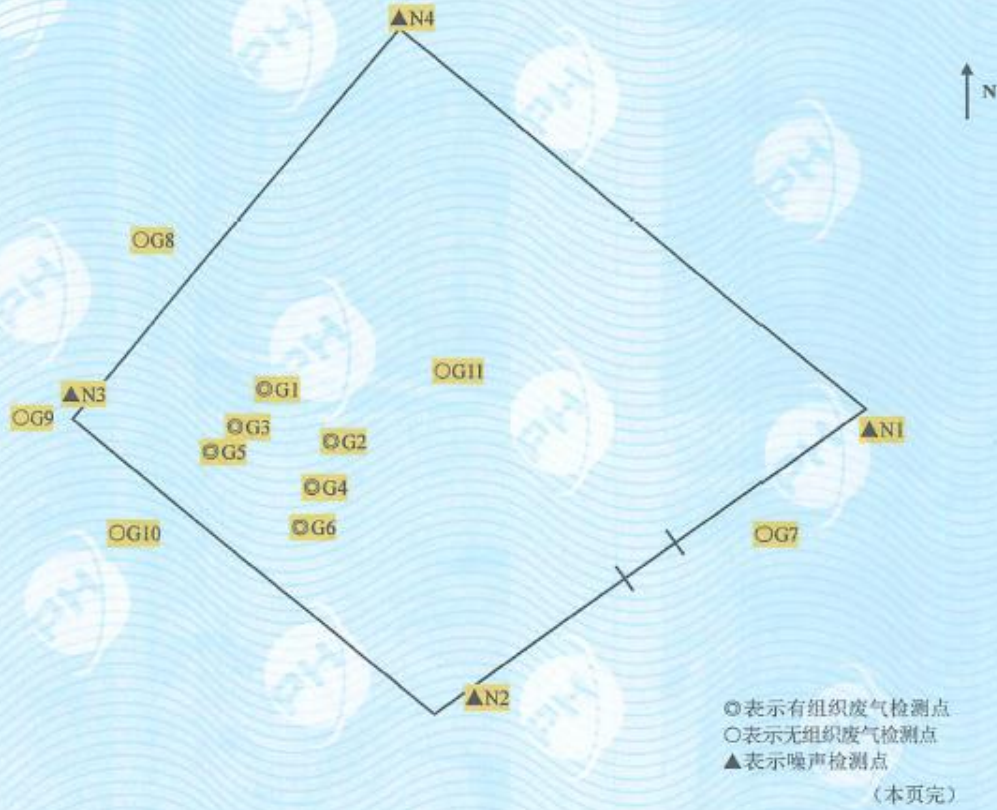 ▲N4
N
○G8
○G11
◎G1
▲N3
○G9
◎G3
◎G2
▲N1
◎G5
◎G4
◎G6
○G10
○G7
▲N2
◎表示有组织废气检测点
○表示无组织废气检测点
▲表示噪声检测点
（本页完）